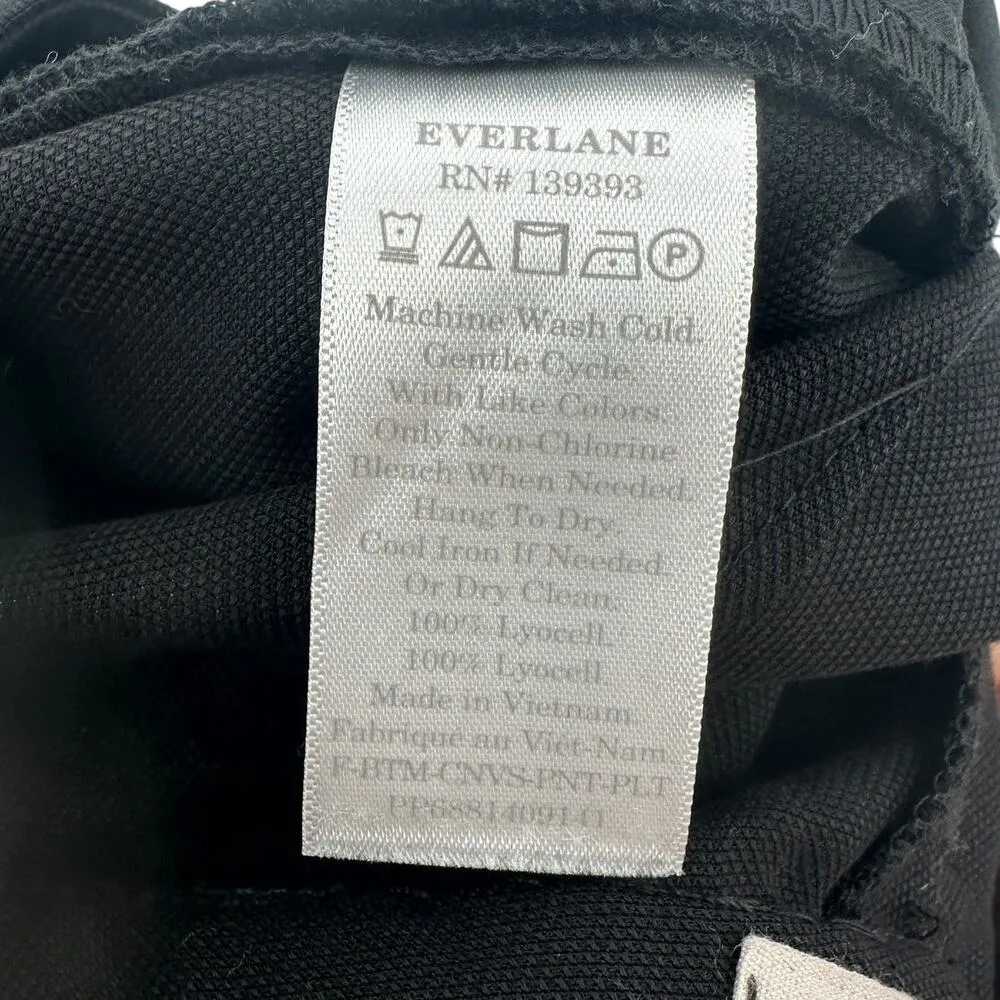 EVERLANE
RN# 139393
P
Machine Wash Cold.
Gentle Cycle.
With Like Colors.
Only Non-Chlorine
Bleach When Needed.
Hang To Dry.
Cool Iron If Needed.
Or Dry Clean.
100% Lyocell.
100% Lyocell.
Made in Vietnam.
Fabrique au Viet-Nam.
F-BTM-CNVS-PNT-PLT
PP6881409141